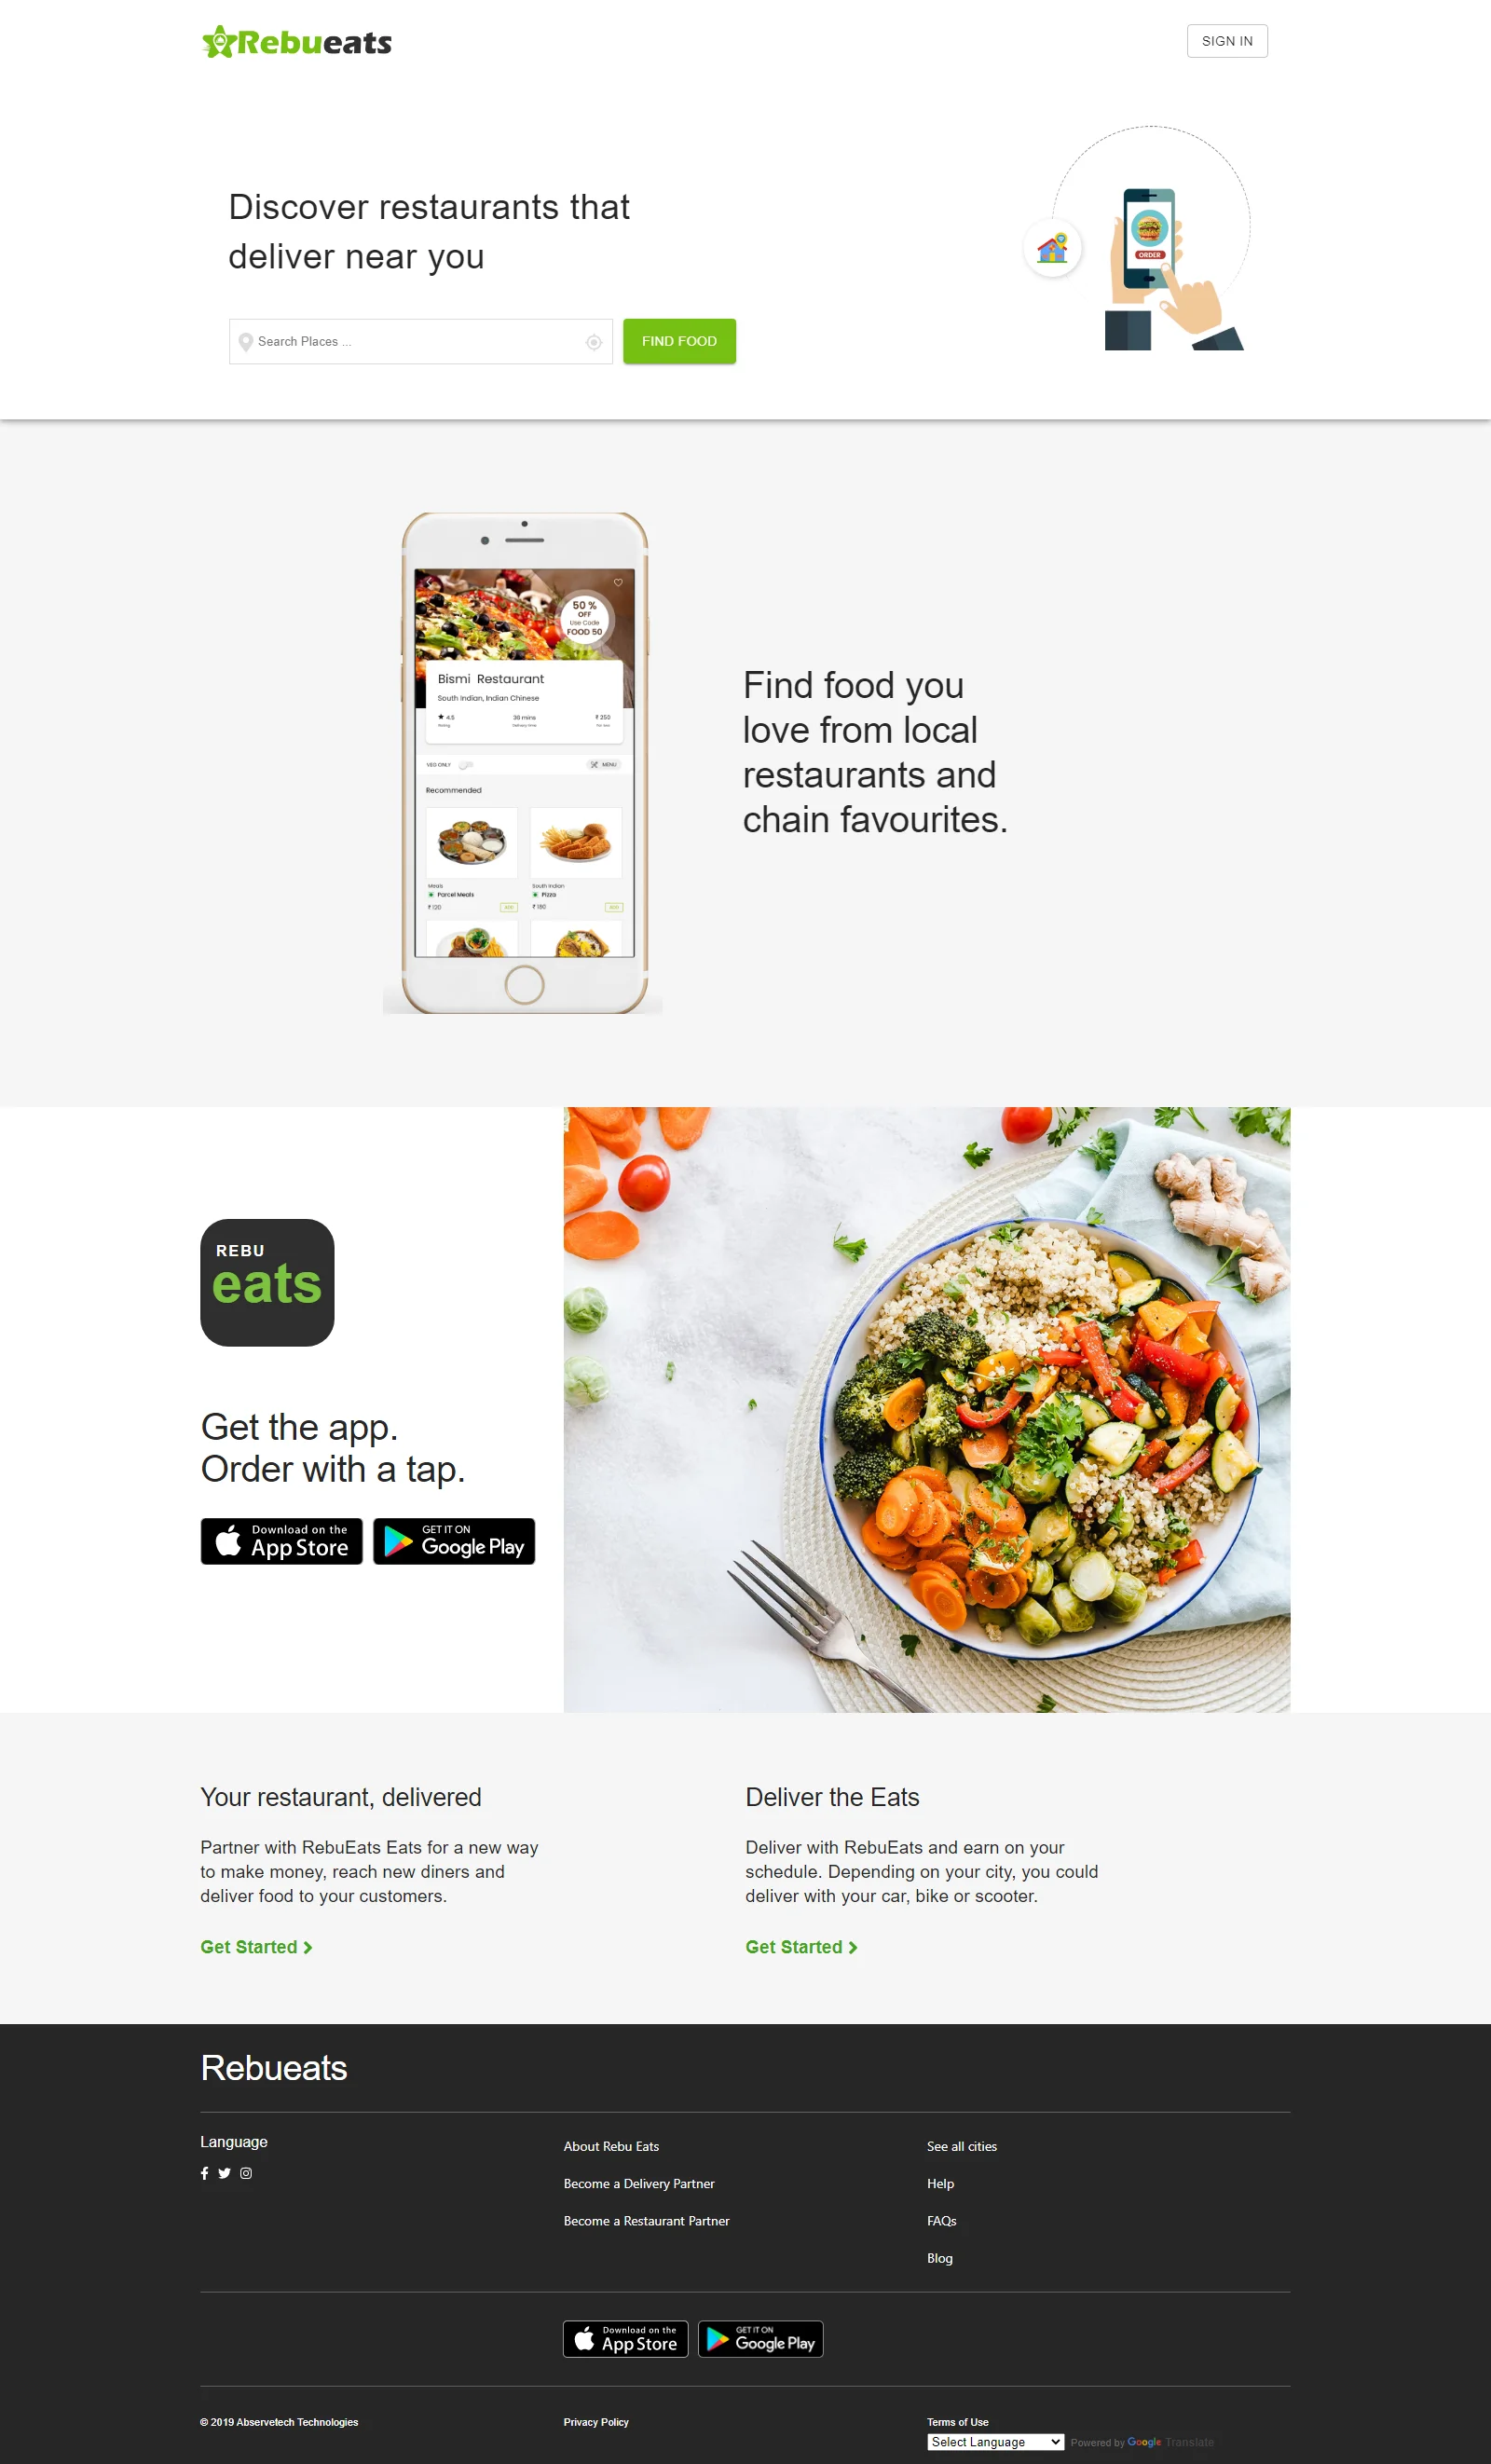 Rebueats
SIGN IN
Discover restaurants that
deliver near you
ORDER
Search Places ...
FIND FOOD
50 %
OFF
Use Code
FOOD 50
Bismi Restaurant
South Indian, Indian Chinese
★ 4.5
36 mins
₹ 250
Rating
Delivery time
For two
VEG ONLY
MENU
Recommended
Meals
Parcel Meals
₹ 120
ADD
South Indian
Pizza
₹ 180
ADD
Find food you
love from local
restaurants and
chain favourites.
REBU
eats
Get the app.
Order with a tap.
Download on the
App Store
GET IT ON
Google Play
Your restaurant, delivered
Partner with RebuEats Eats for a new way
to make money, reach new diners and
deliver food to your customers.
Get Started
Deliver the Eats
Deliver with RebuEats and earn on your
schedule. Depending on your city, you could
deliver with your car, bike or scooter.
Get Started
Rebueats
Language
About Rebu Eats
Become a Delivery Partner
Become a Restaurant Partner
See all cities
Help
FAQs
Blog
Download on the
App Store
GET IT ON
Google Play
© 2019 Abservetech Technologies
Privacy Policy
Terms of Use
Select Language
Powered by Google Translate